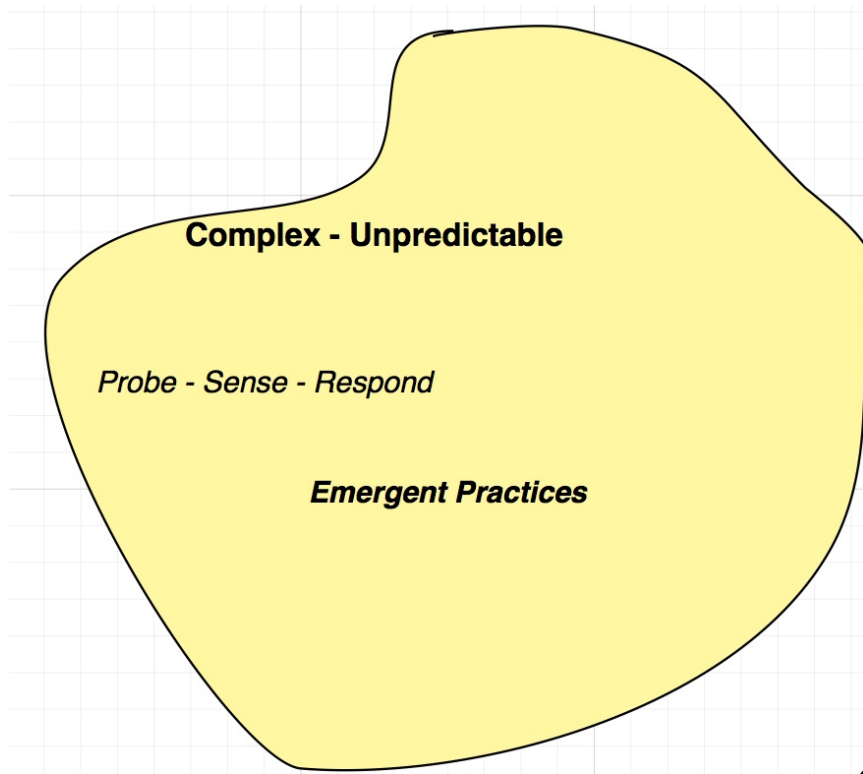 Complex - Unpredictable
Probe - Sense - Respond
Emergent Practices